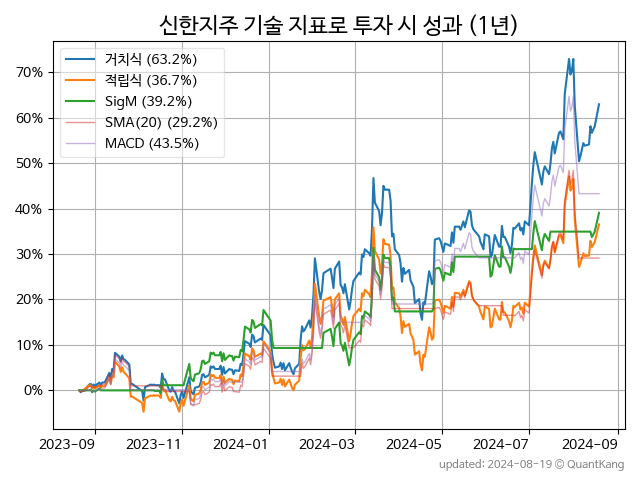 신한지주 기술 지표로 투자 시 성과 (1년)
거치식 (63.2%)
적립식 (36.7%)
SigM (39.2%)
SMA(20) (29.2%)
MACD (43.5%)
70%
60%
50%
40%
30%
20%
10%
0%
2023-09 2023-11 2024-01 2024-03 2024-05 2024-07 2024-09
updated: 2024-08-19 © QuantKang